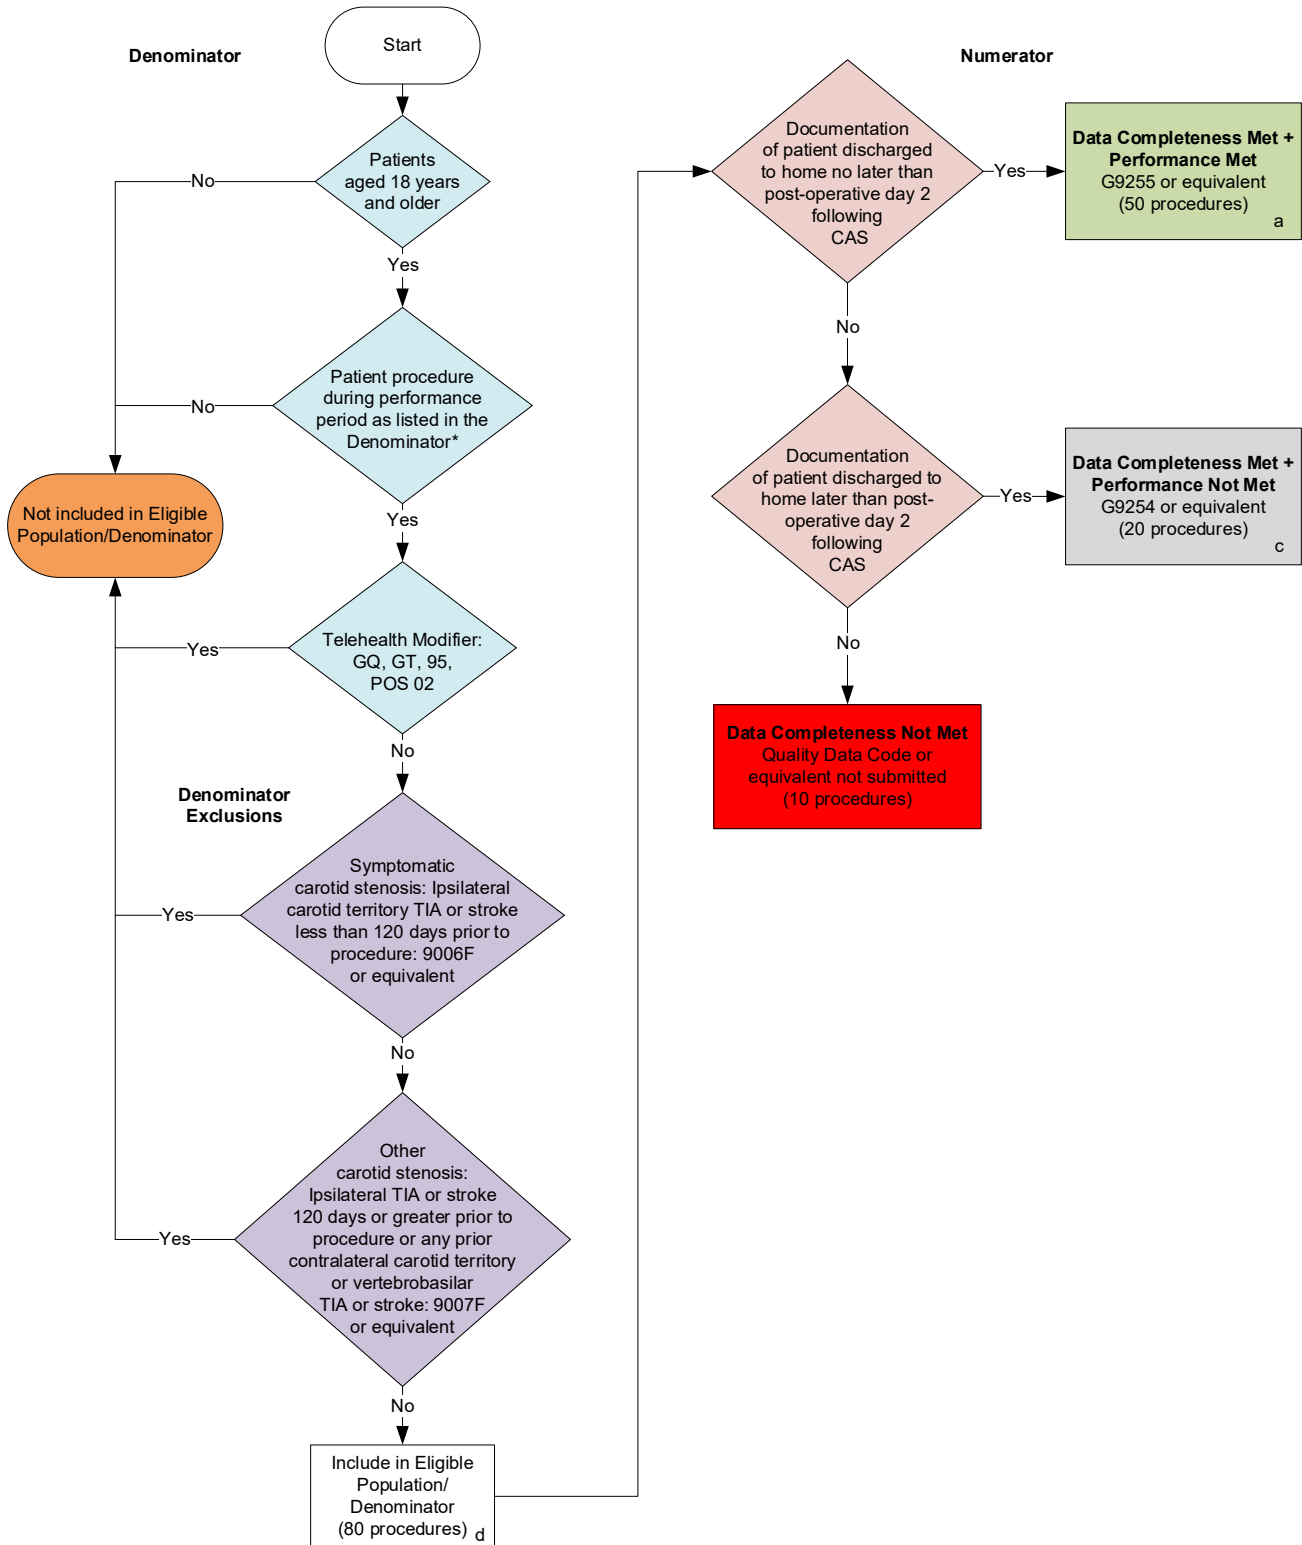 Denominator
Start
Patients
aged 18 years
and older
No
Yes
Patient procedure
during performance
period as listed in the
Denominator*
No
Yes
Not included in Eligible
Population/Denominator
Telehealth Modifier:
GQ, GT, 95,
POS 02
Yes
No
Denominator
Exclusions
Symptomatic
carotid stenosis: Ipsilateral
carotid territory TIA or stroke
less than 120 days prior to
procedure: 9006F
or equivalent
Yes
No
Other
carotid stenosis:
Ipsilateral TIA or stroke
120 days or greater prior to
procedure or any prior
contralateral carotid territory
or vertebrobasilar
TIA or stroke: 9007F
or equivalent
Yes
No
Include in Eligible
Population/
Denominator
(80 procedures)
d
Numerator
Documentation
of patient discharged
to home no later than
post-operative day 2
following
CAS
Yes
Data Completeness Met +
Performance Met
G9255 or equivalent
(50 procedures)
a
No
Documentation
of patient discharged to
home later than post-
operative day 2
following
CAS
Yes
Data Completeness Met +
Performance Not Met
G9254 or equivalent
(20 procedures)
c
No
Data Completeness Not Met
Quality Data Code or
equivalent not submitted
(10 procedures)